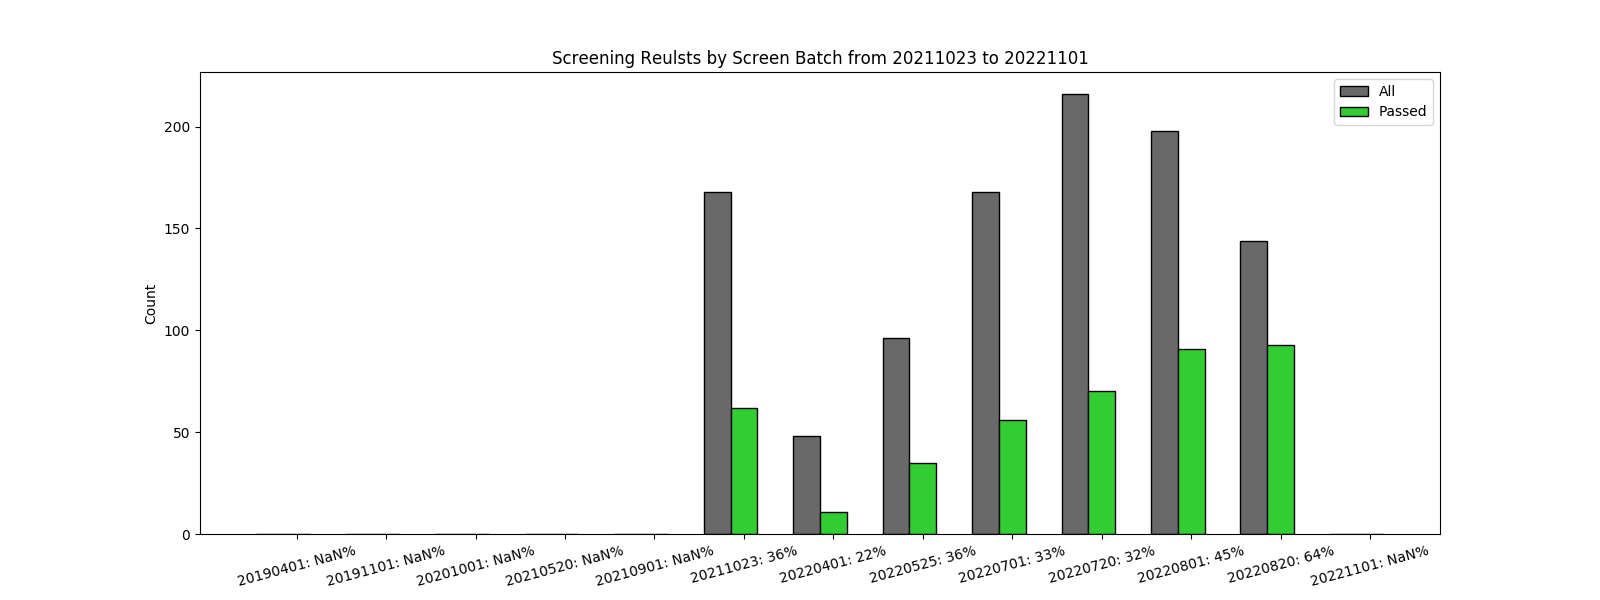 Screening Reulsts by Screen Batch from 20211023 to 20221101
All
Passed
Count
200
150
100
50
0
20190401: NaN%
20191101: NaN%
20201001: NaN%
20210520: NaN%
20210901: NaN%
20211023: 36%
20220401: 22%
20220525: 36%
20220701: 33%
20220720: 32%
20220801: 45%
20220820: 64%
20221101: NaN%